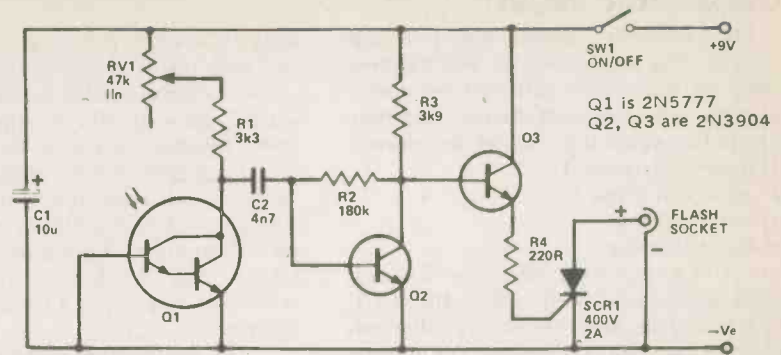 RV1
47k
lin
R1
3k3
C1
10u
+
Q1
C2
4n7
R2
180k
R3
3k9
Q2
Q3
R4
220R
SW1
ON/OFF
+9V
Q1 is 2N5777
Q2, Q3 are 2N3904
+
FLASH
SOCKET
–
SCR1
400V
2A
–Ve